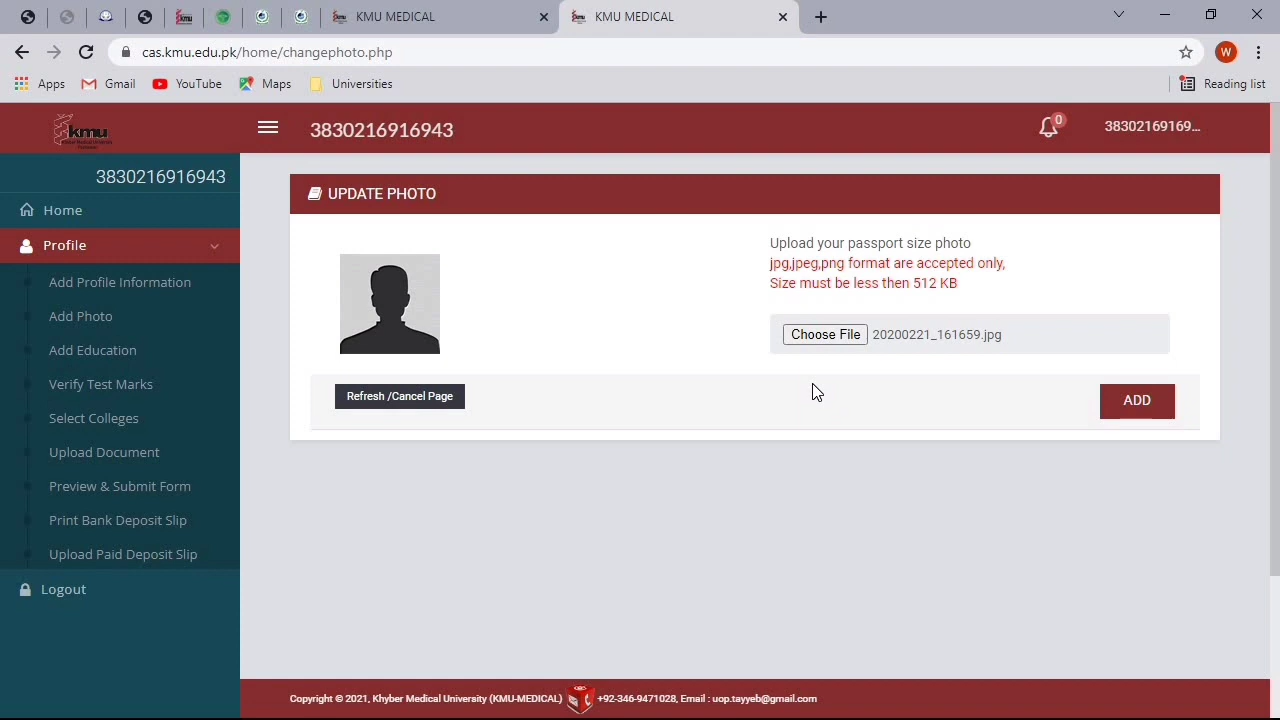 KMU MEDICAL
KMU MEDICAL
cas.kmu.edu.pk/home/changephoto.php
W
Apps
Gmail
YouTube
Maps
Universities
Reading list
kmu
3830216916943
0
38302169169...
3830216916943
Home
Profile
Add Profile Information
Add Photo
Add Education
Verify Test Marks
Select Colleges
Upload Document
Preview & Submit Form
Print Bank Deposit Slip
Upload Paid Deposit Slip
Logout
UPDATE PHOTO
Upload your passport size photo
jpg,jpeg,png format are accepted only,
Size must be less then 512 KB
Choose File 20200221_161659.jpg
Refresh /Cancel Page
ADD
Copyright © 2021, Khyber Medical University (KMU-MEDICAL) +92-346-9471028, Email : uop.tayyeb@gmail.com